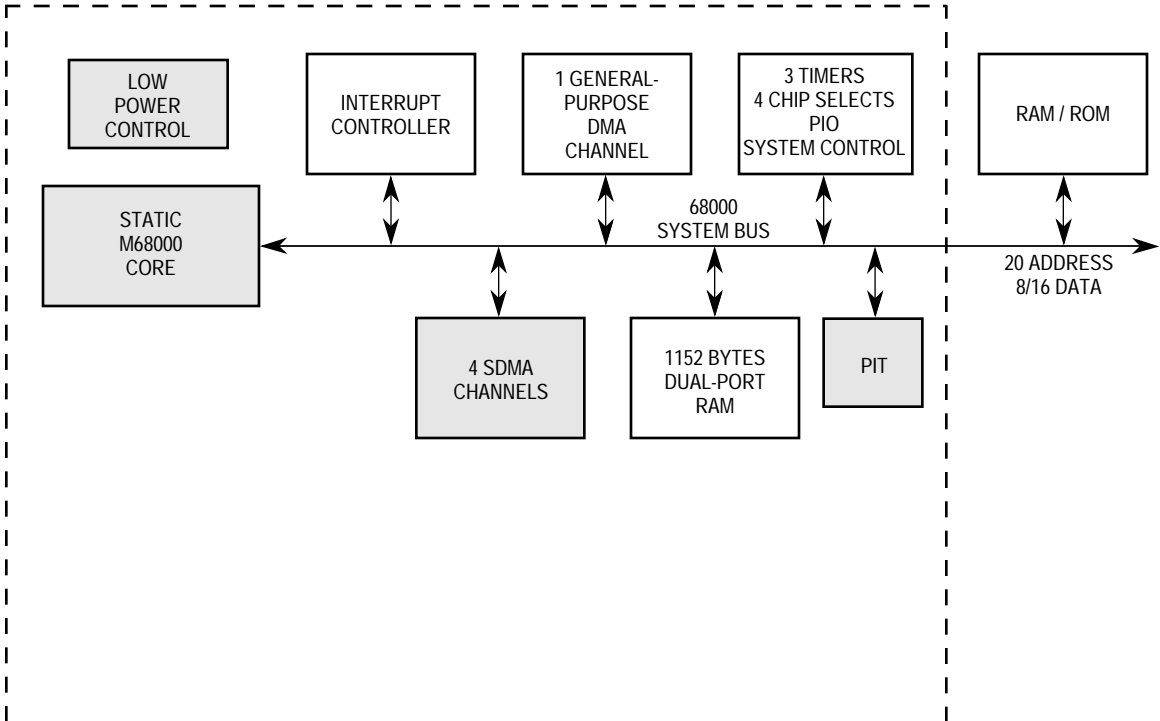 LOW
POWER
CONTROL
INTERRUPT
CONTROLLER
1 GENERAL-
PURPOSE
DMA
CHANNEL
3 TIMERS
4 CHIP SELECTS
PIO
SYSTEM CONTROL
RAM / ROM
STATIC
M68000
CORE
68000
SYSTEM BUS
20 ADDRESS
8/16 DATA
4 SDMA
CHANNELS
1152 BYTES
DUAL-PORT
RAM
PIT